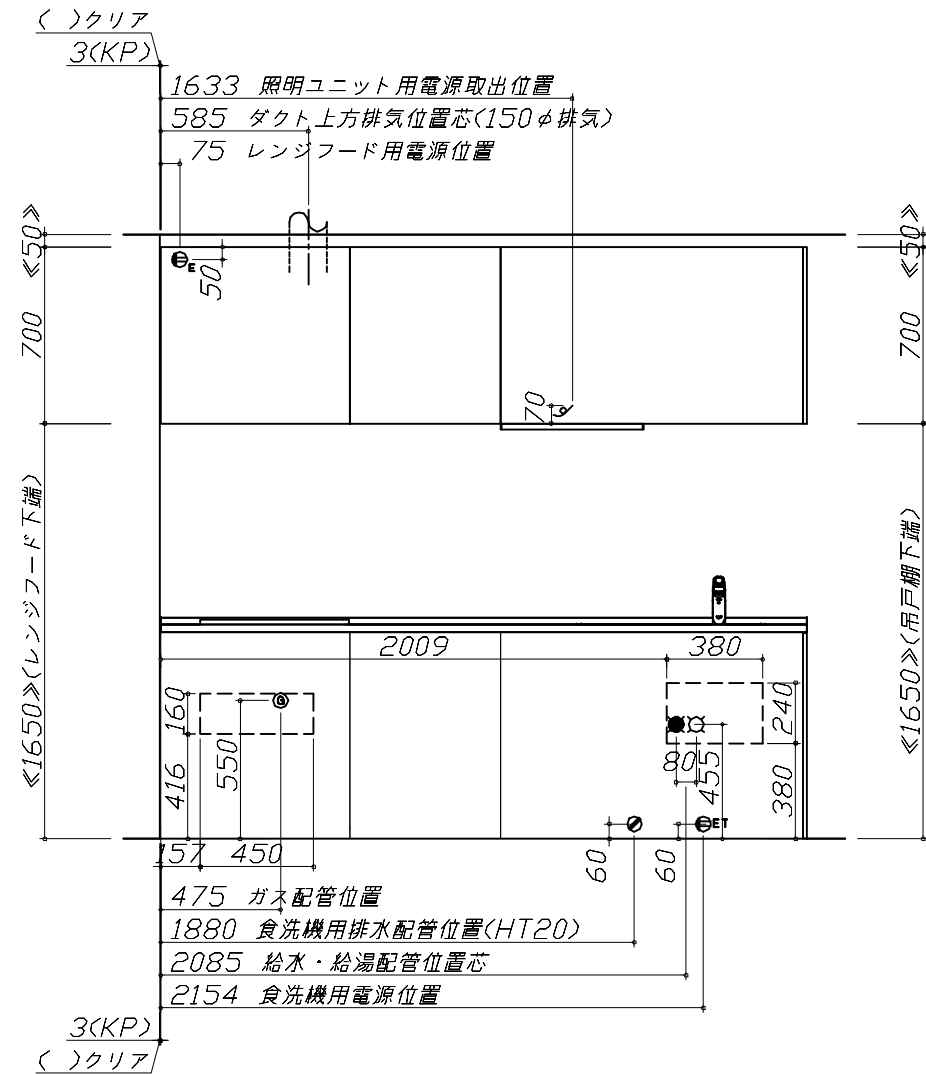 ( )クリア
3(KP)
1633 照明ユニット用電源取出位置
585 ダクト上方排気位置芯(150φ排気)
75 レンジフード用電源位置
≪50≫
≪50≫
E
50
700
700
70
≪1650≫(レンジフード下端)
≪1650≫(吊戸棚下端)
2009
380
160
G
240
550
80
455
416
380
ET
60
60
157
450
475 ガス配管位置
1880 食洗機用排水配管位置(HT20)
2085 給水・給湯配管位置芯
2154 食洗機用電源位置
3(KP)
( )クリア